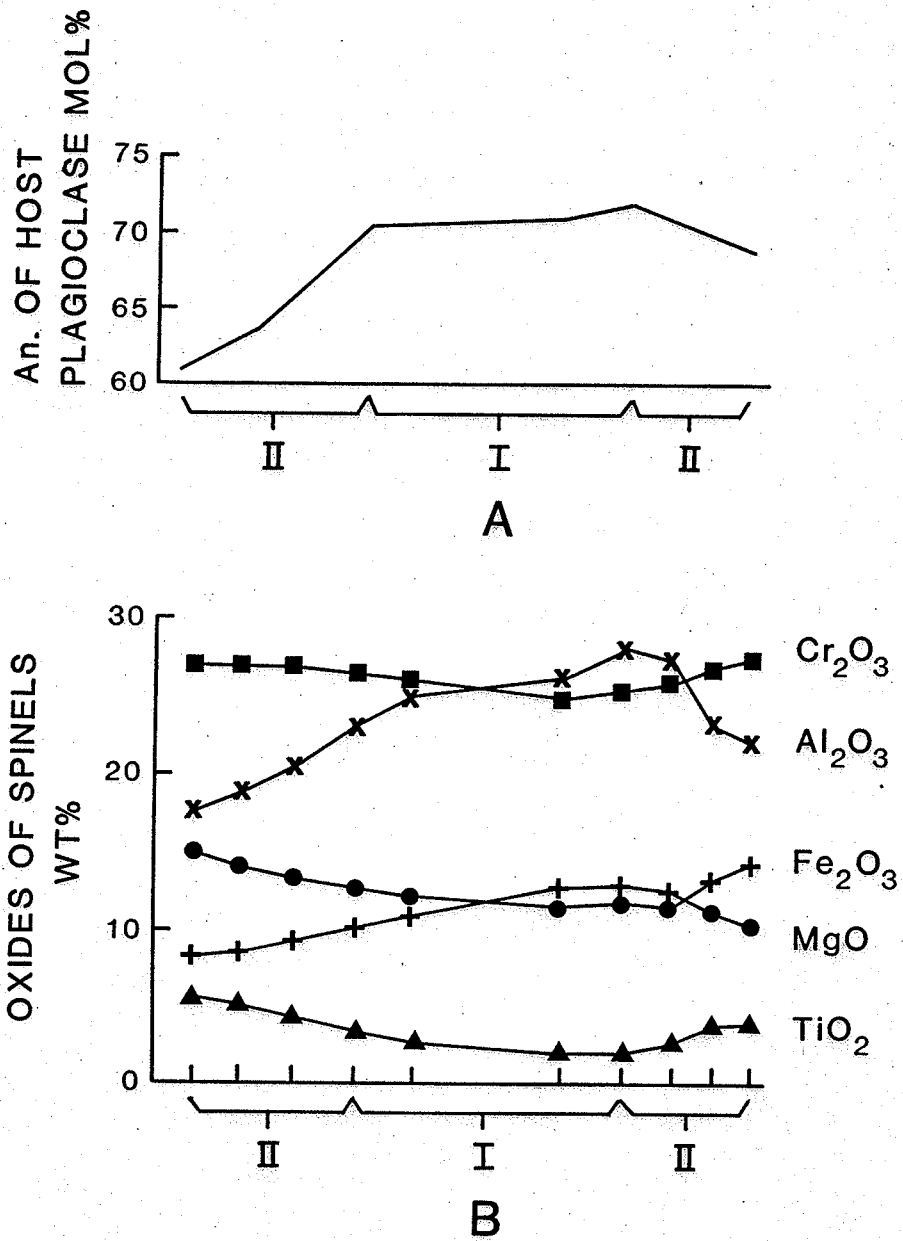 An. OF HOST
PLAGIOCLASE MOL%
75
70
65
60
II
I
II
A
OXIDES OF SPINELS
WT%
30
20
10
0
Cr₂O₃
Al₂O₃
Fe₂O₃
MgO
TiO₂
II
I
II
B